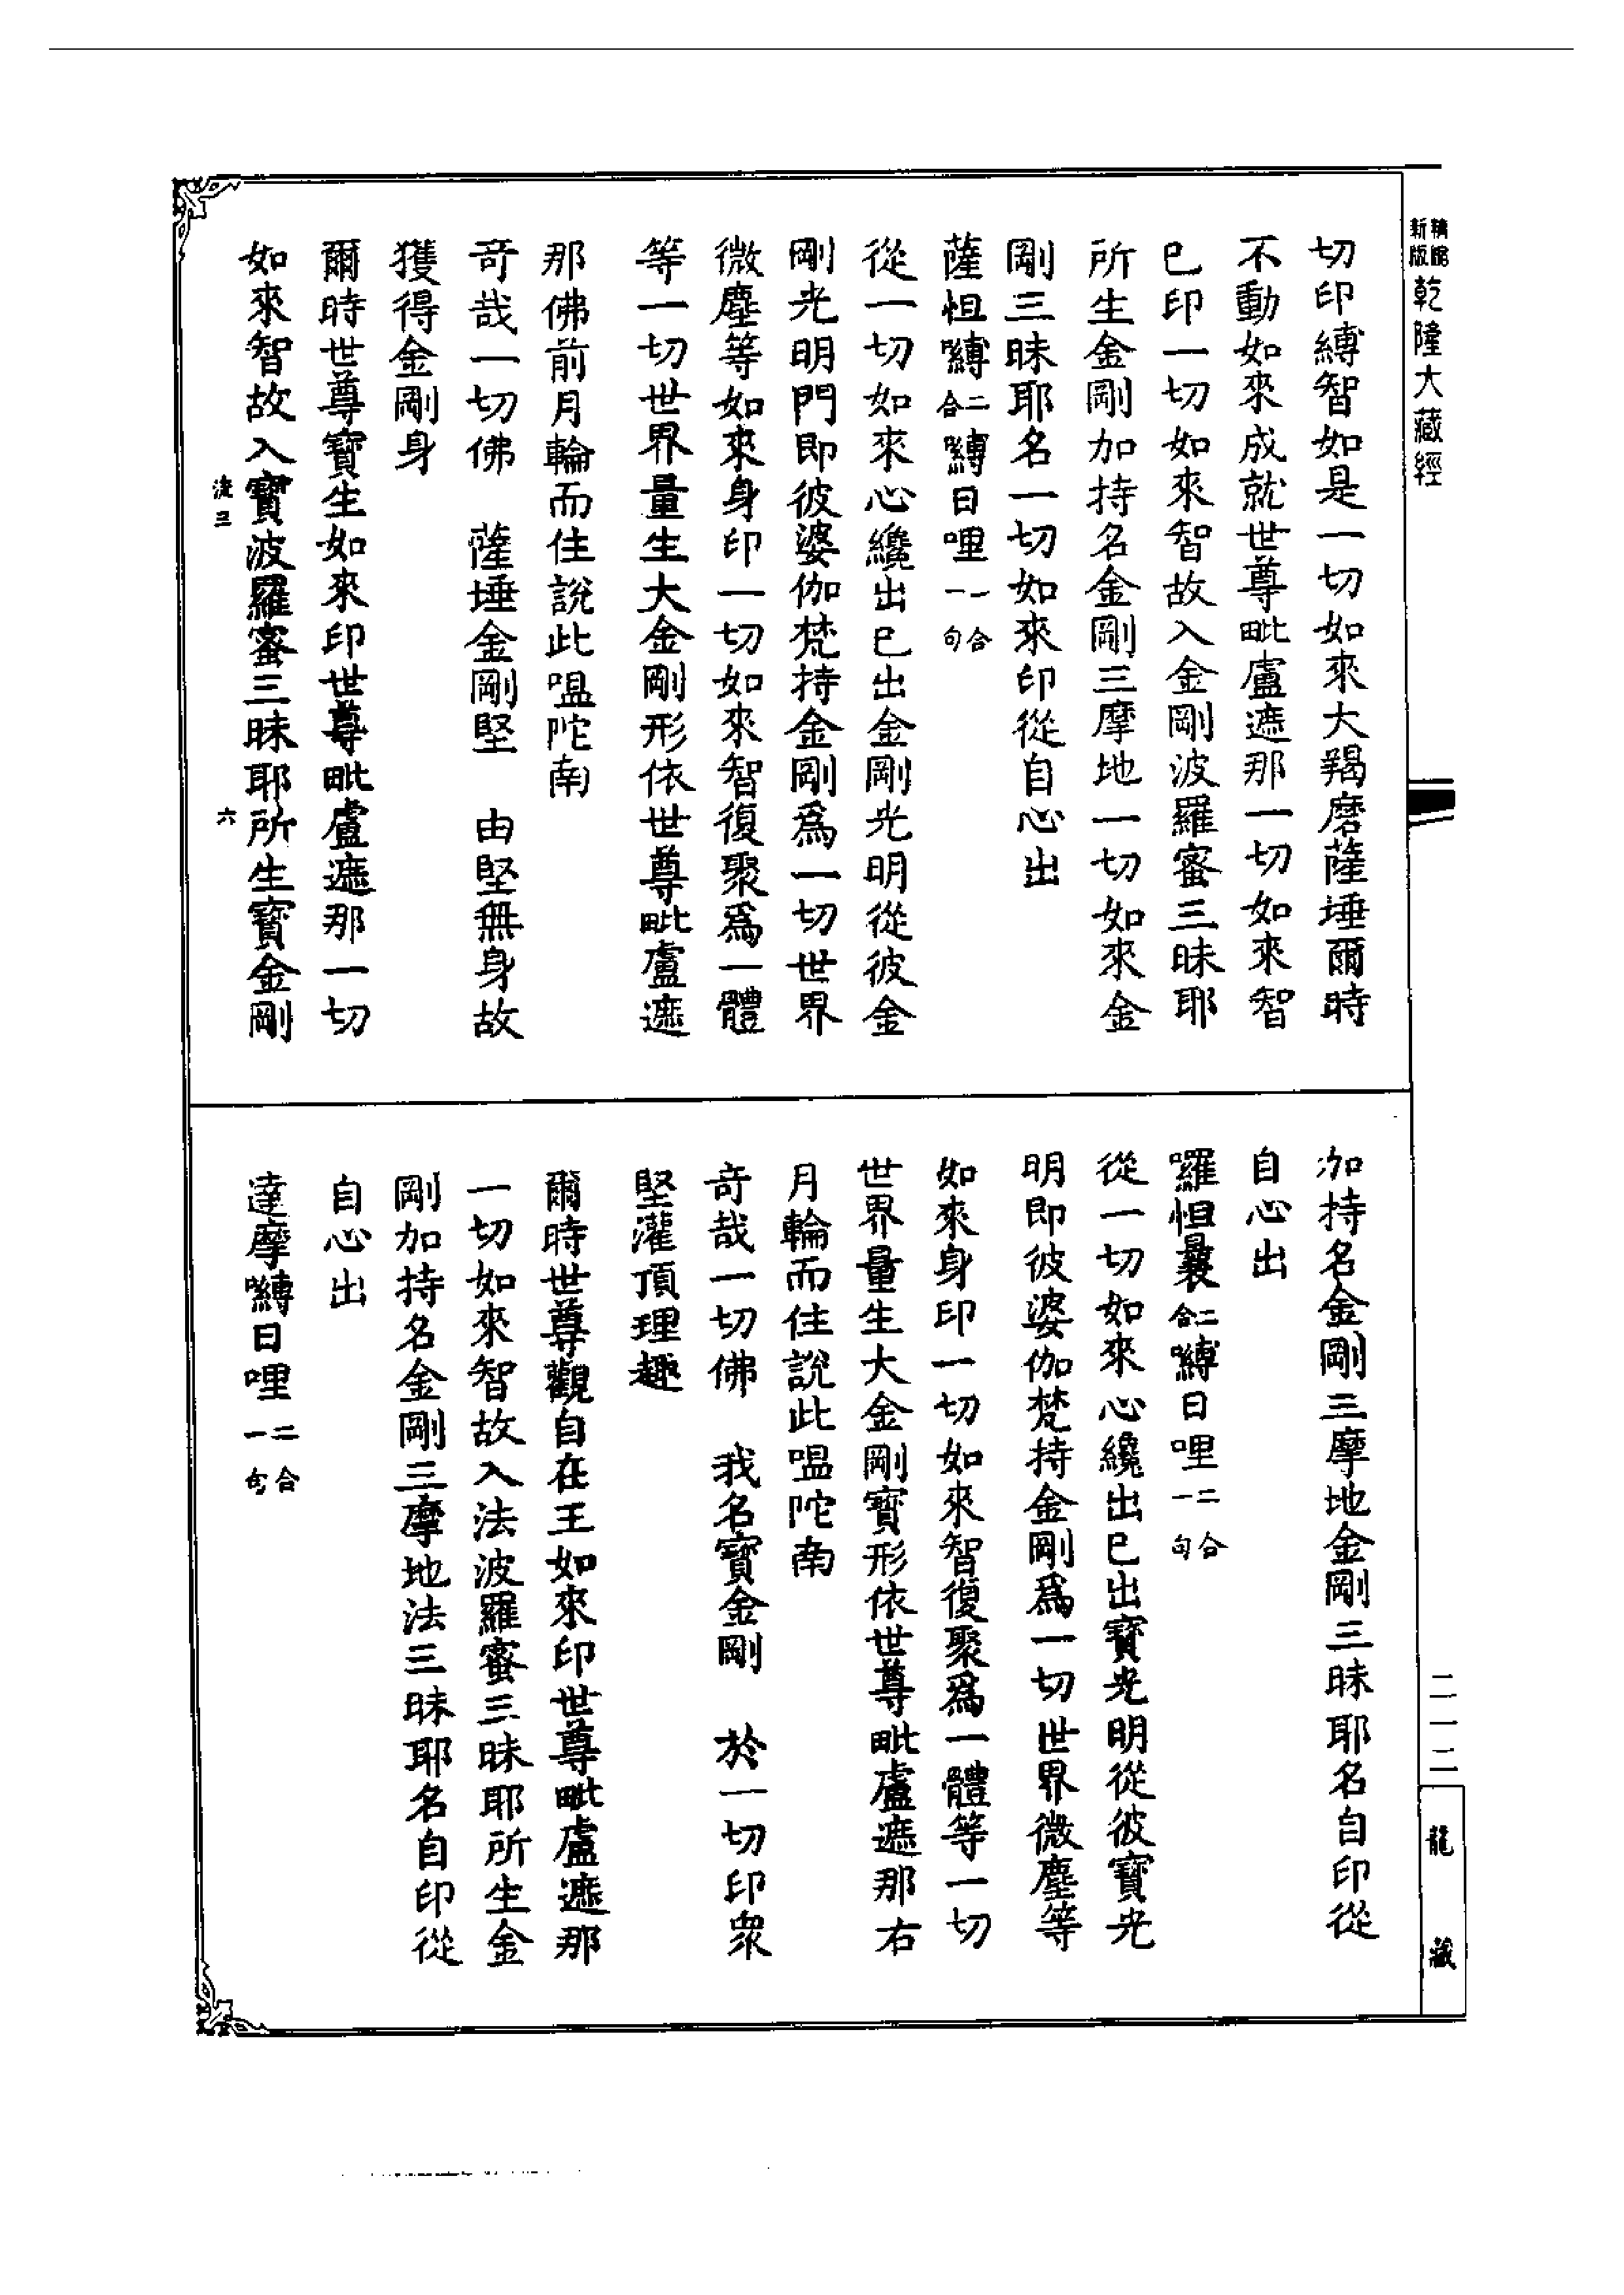 新版
精縮
乾隆大藏經
切印縛智如是一切如來大羯磨薩埵爾時
不動如來成就世尊毗盧遮那一切如來智
已印一切如來智故入金剛波羅蜜三昧耶
所生金剛加持名金剛三摩地一切如來金
剛三昧耶名一切如來印從自心出
薩怛嚩二合嚩日哩二合一句
從一切如來心纔出已出金剛光明從彼金
剛光明門即彼婆伽梵持金剛爲一切世界
微塵等如來身印一切如來智復聚爲一體
等一切世界量生大金剛形依世尊毗盧遮
那佛前月輪而住說此嗢陀南
奇哉一切佛　薩埵金剛堅　由堅無身故
獲得金剛身
爾時世尊寶生如來印世尊毗盧遮那一切
如來智故入寶波羅蜜三昧耶所生寶金剛
六
加持名金剛三摩地金剛三昧耶名自印從
自心出
囉怛曩二合嚩日哩二合一句
從一切如來心纔出已出寶光明從彼寶光
明即彼婆伽梵持金剛爲一切世界微塵等
如來身印一切如來智復聚爲一體等一切
世界量生大金剛寶形依世尊毗盧遮那右
月輪而住說此嗢陀南
奇哉一切佛　我名寶金剛　於一切印衆
堅灌頂理趣
爾時世尊觀自在王如來印世尊毗盧遮那
一切如來智故入法波羅蜜三昧耶所生金
剛加持名金剛三摩地法三昧耶名自印從
自心出
達摩嚩日哩二合一句
二一二
龍藏